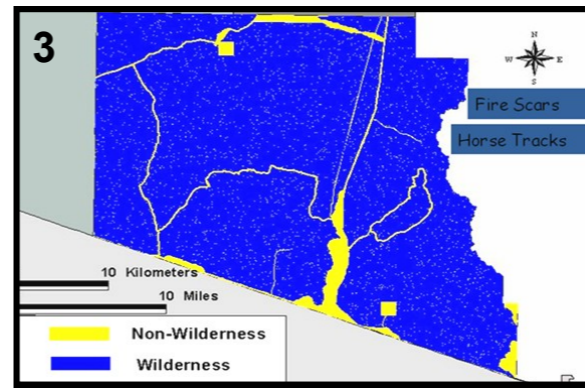 3
N
W E
S
Fire Scars
Horse Tracks
10 Kilometers
10 Miles
Non-Wilderness
Wilderness